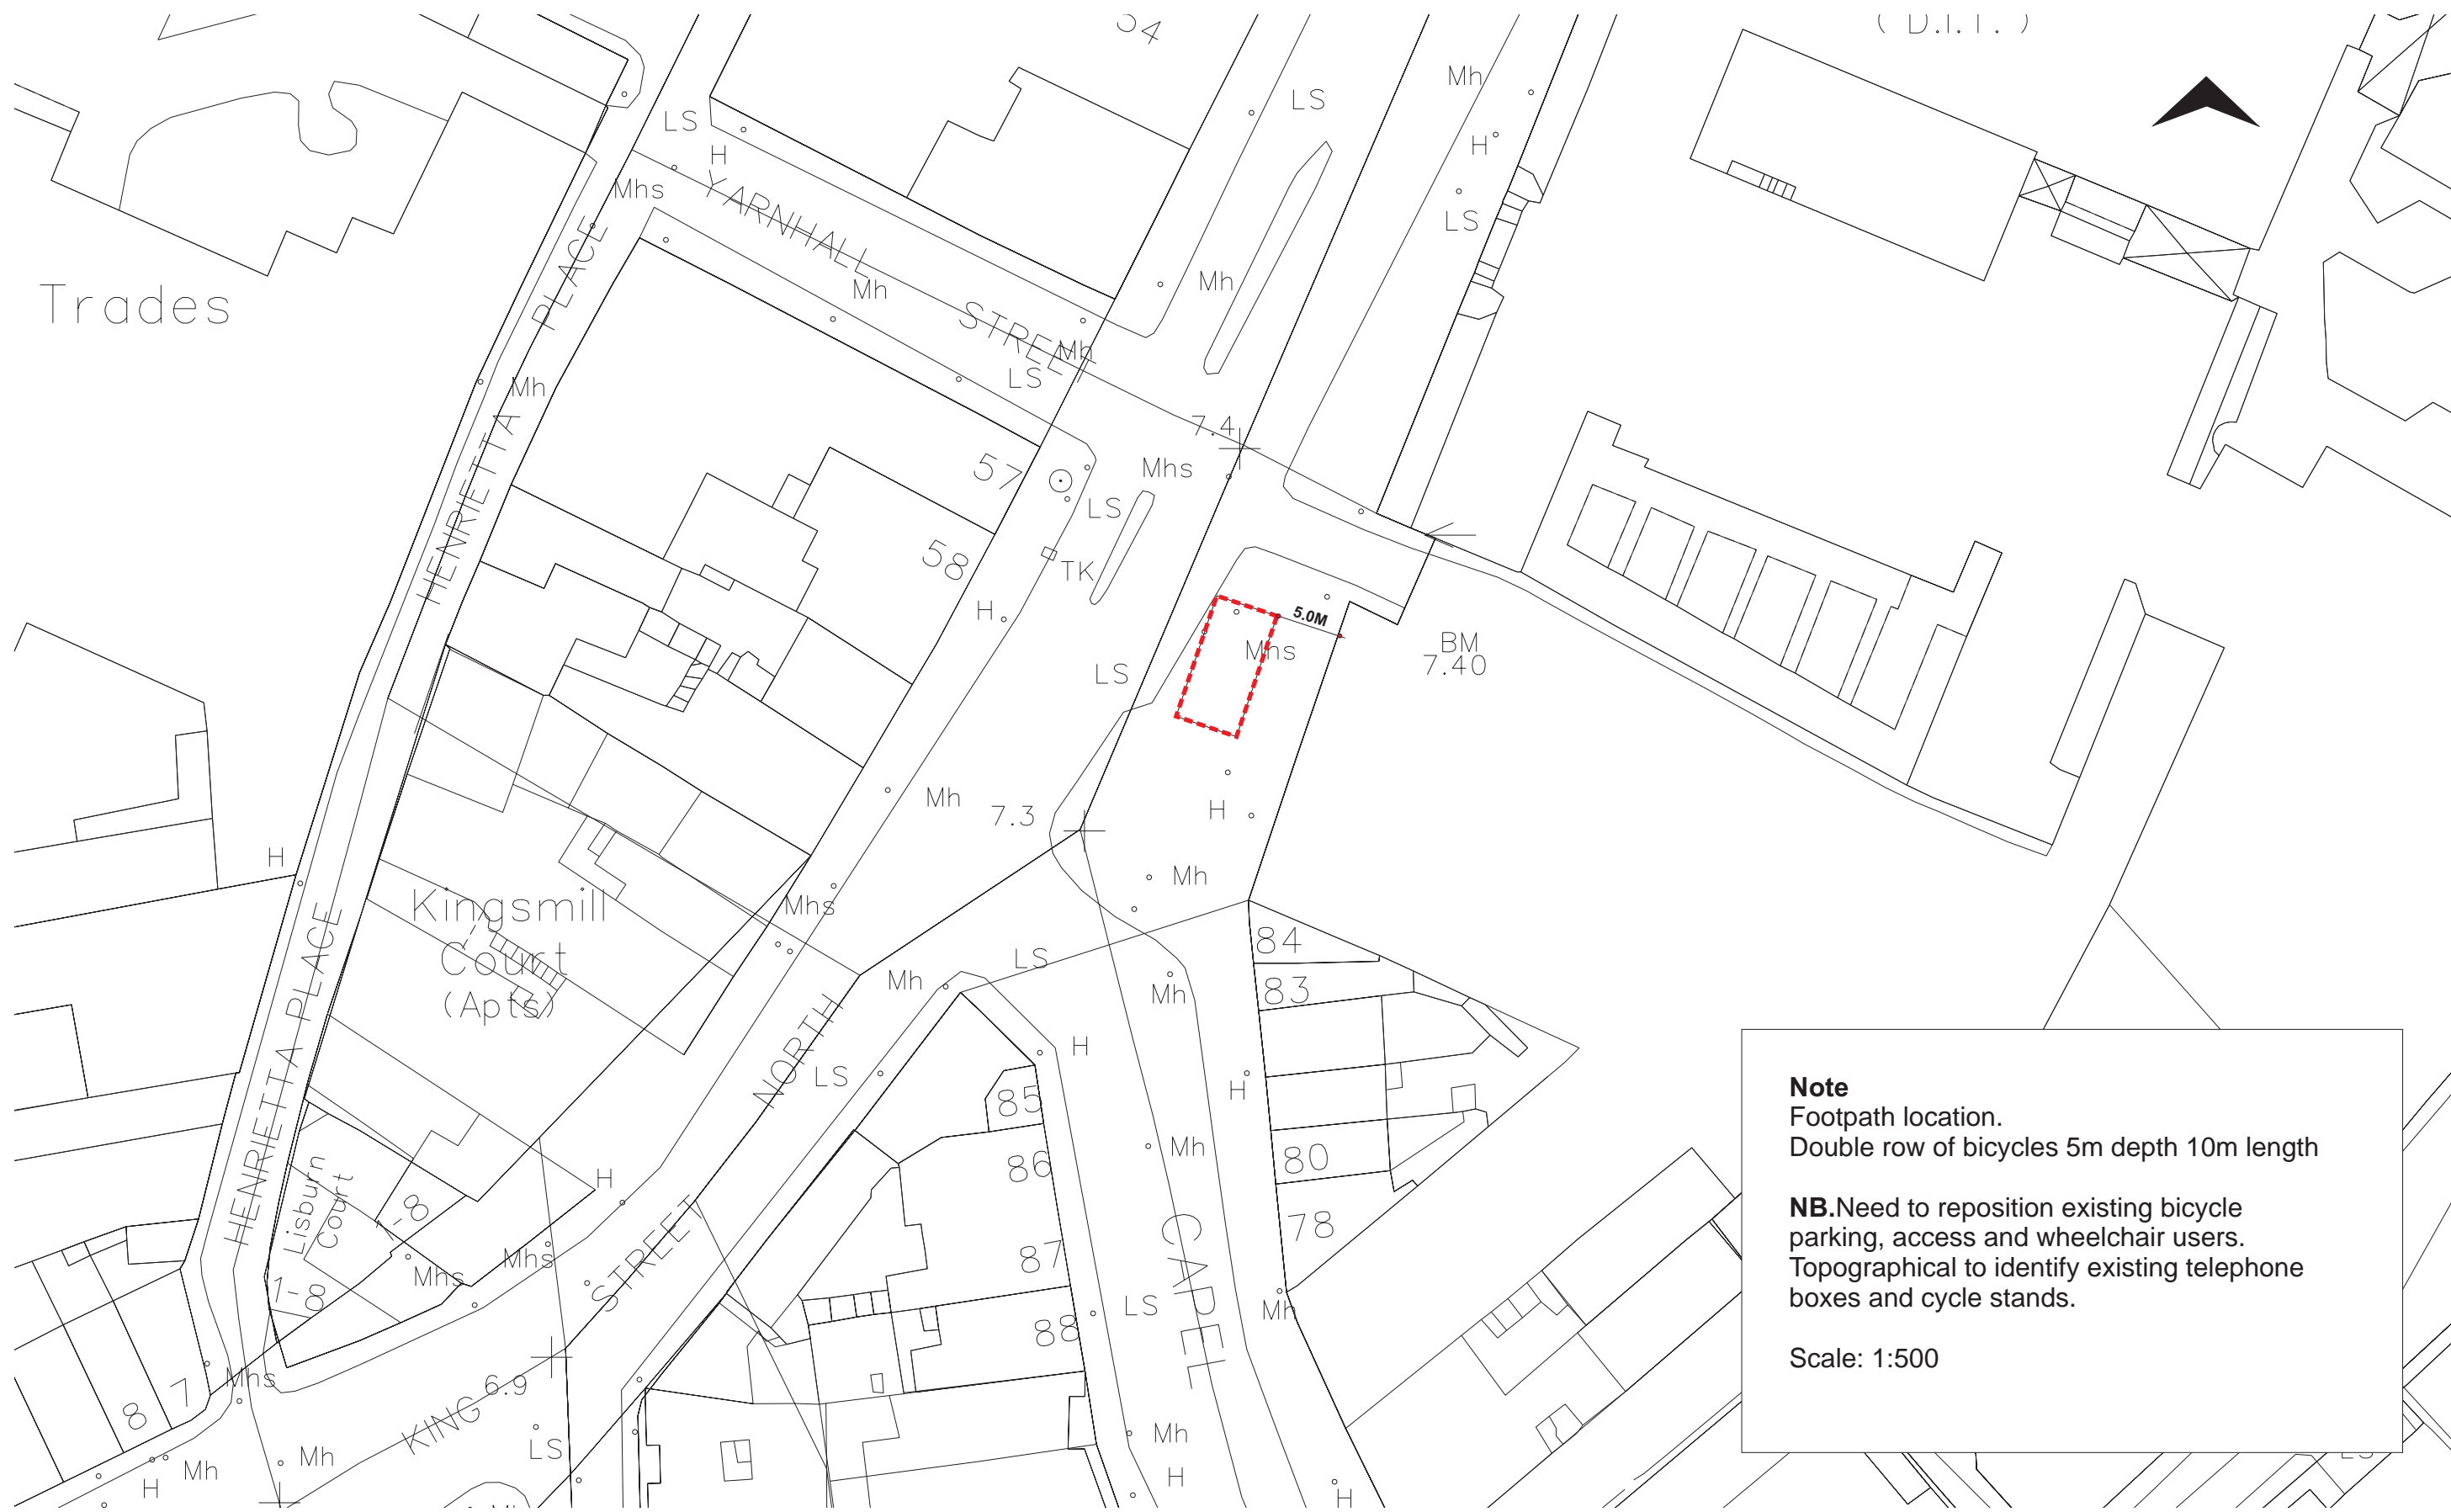 54
( D.I.T. )
Mh
LS
LS
H
H
Mhs
YARNHALL
LS
Mh
Trades
PLACE
Mh
STREET
Mh
LS
Mh
HENRIETTA
7.4
57
Mhs
LS
58
TK
H
5.0M
Mhs
BM
7.40
LS
Mh
7.3
H
H
Mh
Kingsmill
Court
(Apts)
Mhs
84
LS
Mh
Mh
83
HENRIETTA PLACE
NORTH
LS
H
H
85
Mh
86
80
Lisburn
Court
1-8
H
STREET
78
87
CAPEL
Mhs
Mhs
1-8
LS
Mh
88
8
7
Mhs
KING
6.9
LS
Mh
Mh
Mh
H
H
H
LS
Note
Footpath location.
Double row of bicycles 5m depth 10m length
NB.Need to reposition existing bicycle
parking, access and wheelchair users.
Topographical to identify existing telephone
boxes and cycle stands.
Scale: 1:500